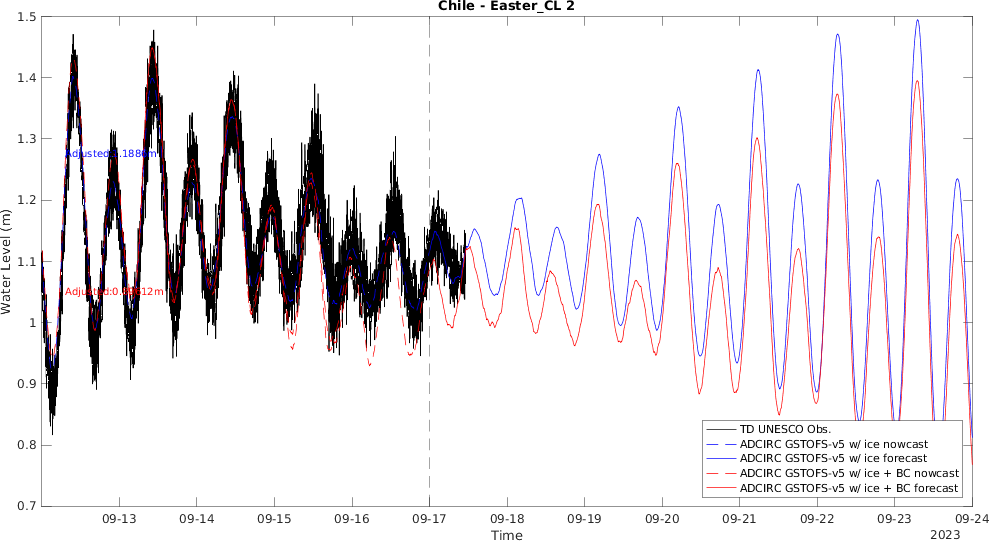 Chile - Easter_CL 2
1.5
1.4
1.3
1.2
1.1
1
0.9
0.8
0.7
Water Level (m)
TD UNESCO Obs.
ADCIRC GSTOFS-v5 w/ ice nowcast
ADCIRC GSTOFS-v5 w/ ice forecast
ADCIRC GSTOFS-v5 w/ ice + BC nowcast
ADCIRC GSTOFS-v5 w/ ice + BC forecast
09-13 09-14 09-15 09-16 09-17 09-18 09-19 09-20 09-21 09-22 09-23 09-24
Time
2023